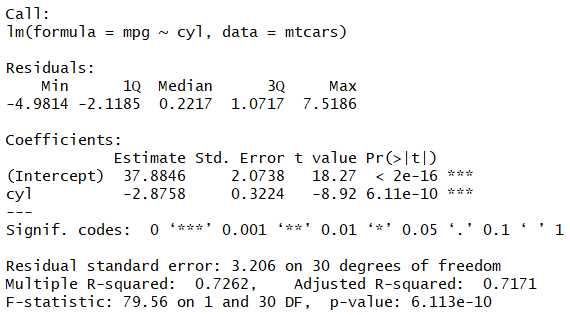 Call:
lm(formula = mpg ~ cyl, data = mtcars)
Residuals:
    Min      1Q  Median      3Q     Max
-4.9814 -2.1185  0.2217  1.0717  7.5186
Coefficients:
            Estimate Std. Error t value Pr(>|t|)
(Intercept)  37.8846     2.0738   18.27  < 2e-16 ***
cyl          -2.8758     0.3224   -8.92 6.11e-10 ***
---
Signif. codes:  0 ‘***’ 0.001 ‘**’ 0.01 ‘*’ 0.05 ‘.’ 0.1 ‘ ’ 1
Residual standard error: 3.206 on 30 degrees of freedom
Multiple R-squared:  0.7262,    Adjusted R-squared:  0.7171
F-statistic: 79.56 on 1 and 30 DF,  p-value: 6.113e-10